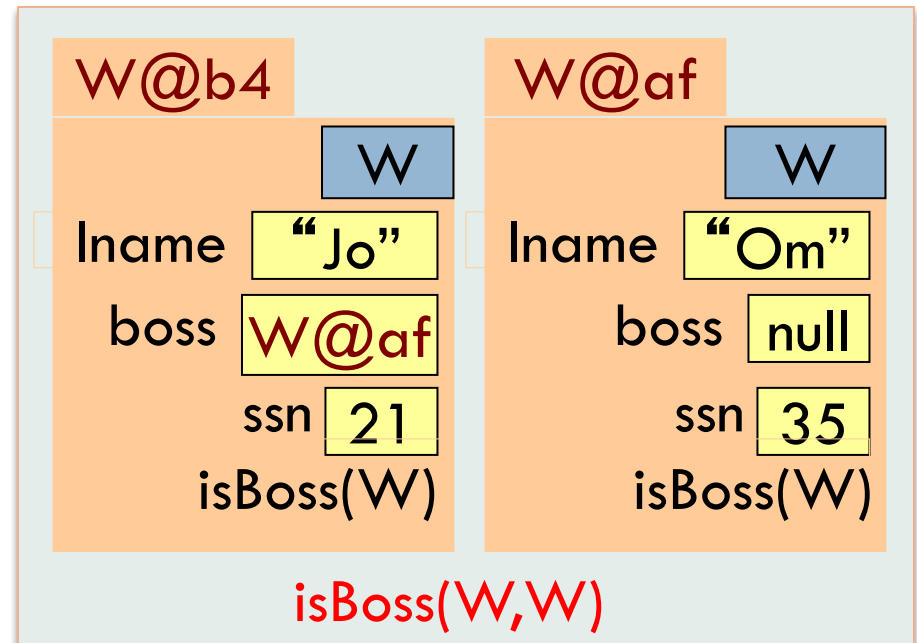 W@b4
W
lname “Jo”
boss W@af
ssn 21
isBoss(W)
W@af
W
lname “Om”
boss null
ssn 35
isBoss(W)
isBoss(W,W)